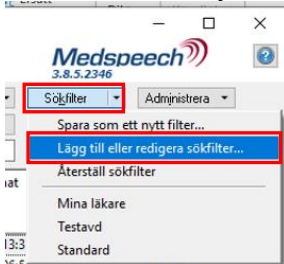 Ersätt
Medspeech
3.8.5.2346
Sökfilter Administrera
Spara som ett nytt filter...
Lägg till eller redigera sökfilter...
Återställ sökfilter
Mina läkare
Testavd
Standard